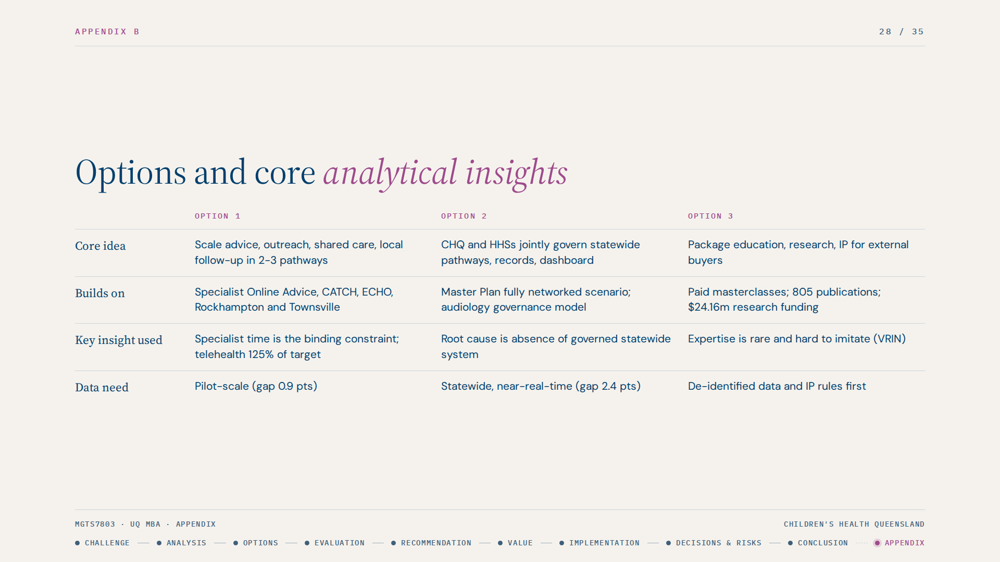 APPENDIX B
28 / 35
Options and core analytical insights
OPTION 1
OPTION 2
OPTION 3
Core idea
Scale advice, outreach, shared care, local
follow-up in 2-3 pathways
CHQ and HHSs jointly govern statewide
pathways, records, dashboard
Package education, research, IP for external
buyers
Builds on
Specialist Online Advice, CATCH, ECHO,
Rockhampton and Townsville
Master Plan fully networked scenario;
audiology governance model
Paid masterclasses; 805 publications;
$24.16m research funding
Key insight used
Specialist time is the binding constraint;
telehealth 125% of target
Root cause is absence of governed statewide
system
Expertise is rare and hard to imitate (VRIN)
Data need
Pilot-scale (gap 0.9 pts)
Statewide, near-real-time (gap 2.4 pts)
De-identified data and IP rules first
MGTS7803 · UQ MBA · APPENDIX
CHILDREN'S HEALTH QUEENSLAND
CHALLENGE
ANALYSIS
OPTIONS
EVALUATION
RECOMMENDATION
VALUE
IMPLEMENTATION
DECISIONS & RISKS
CONCLUSION
APPENDIX